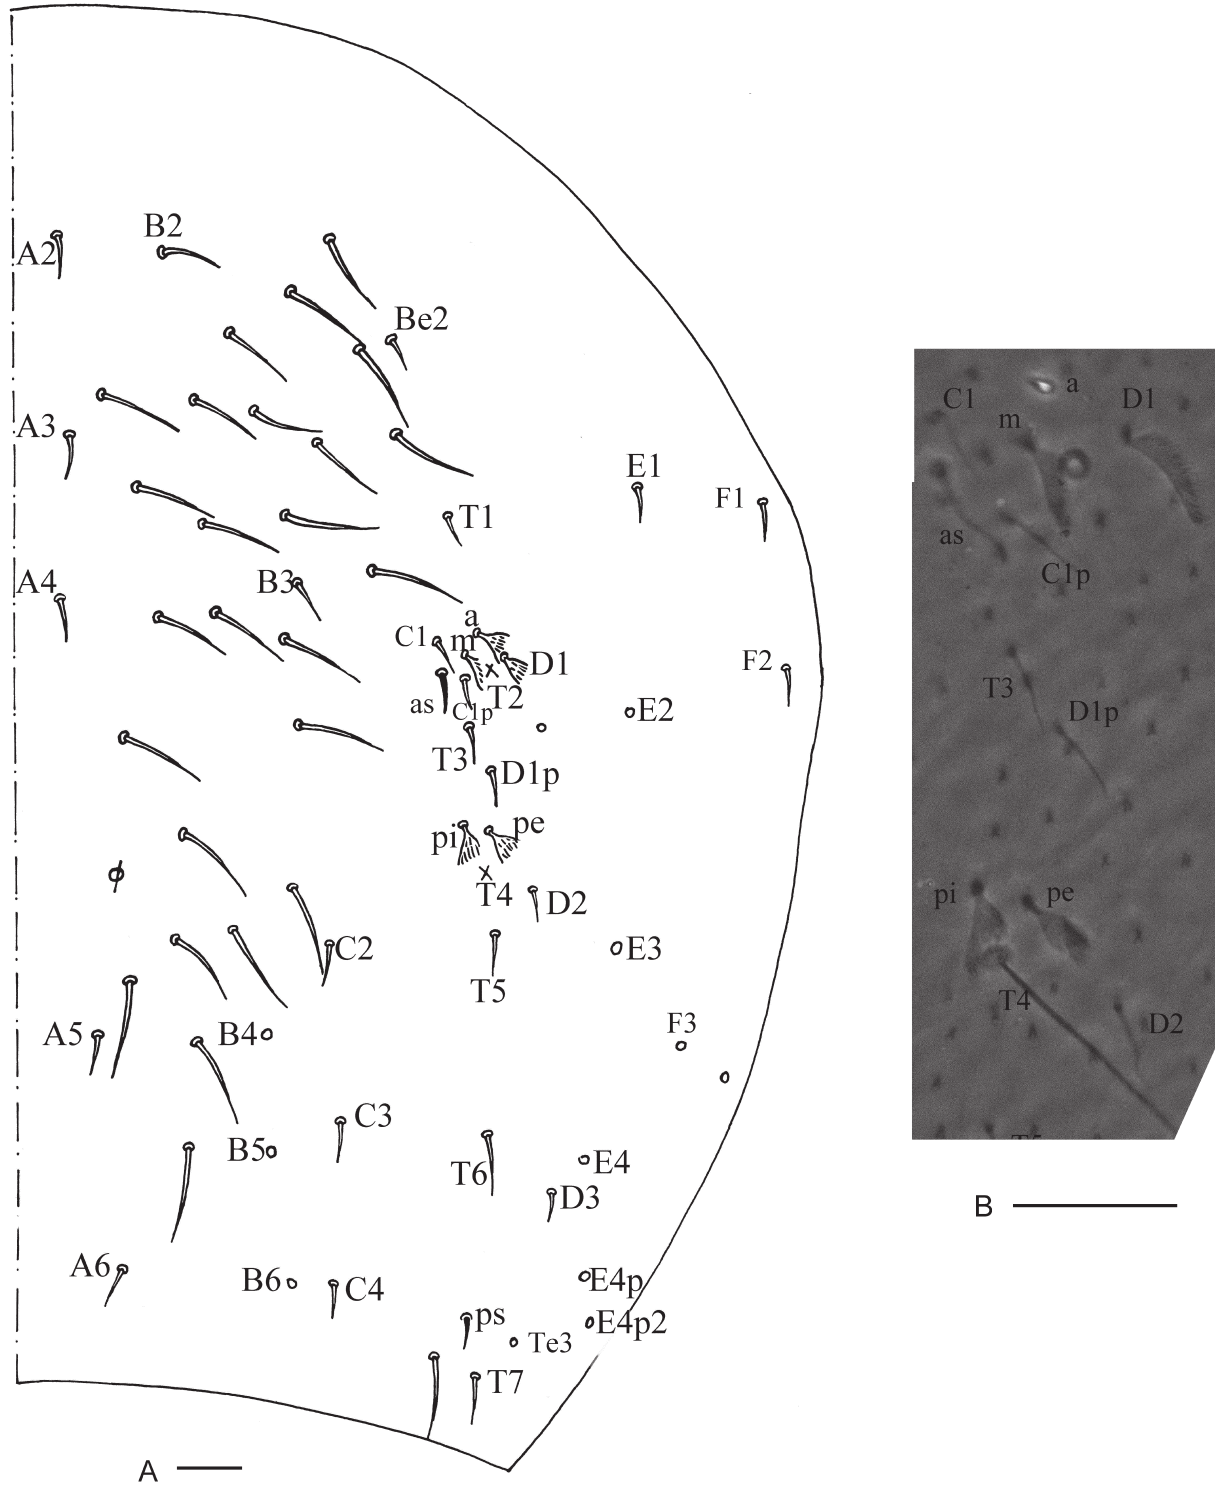 A2
B2
Be2
A3
E1
F1
T1
A4
B3
a
C1
m
D1
F2
as
C1p
T2
E2
T3
D1p
pi
pe
T4
D2
C2
E3
T5
F3
A5
B4
C3
B5
T6
E4
D3
A6
B6
C4
E4p
ps
E4p2
Te3
T7
A
C1
a
D1
m
as
C1p
T3
D1p
pi
pe
T4
D2
B